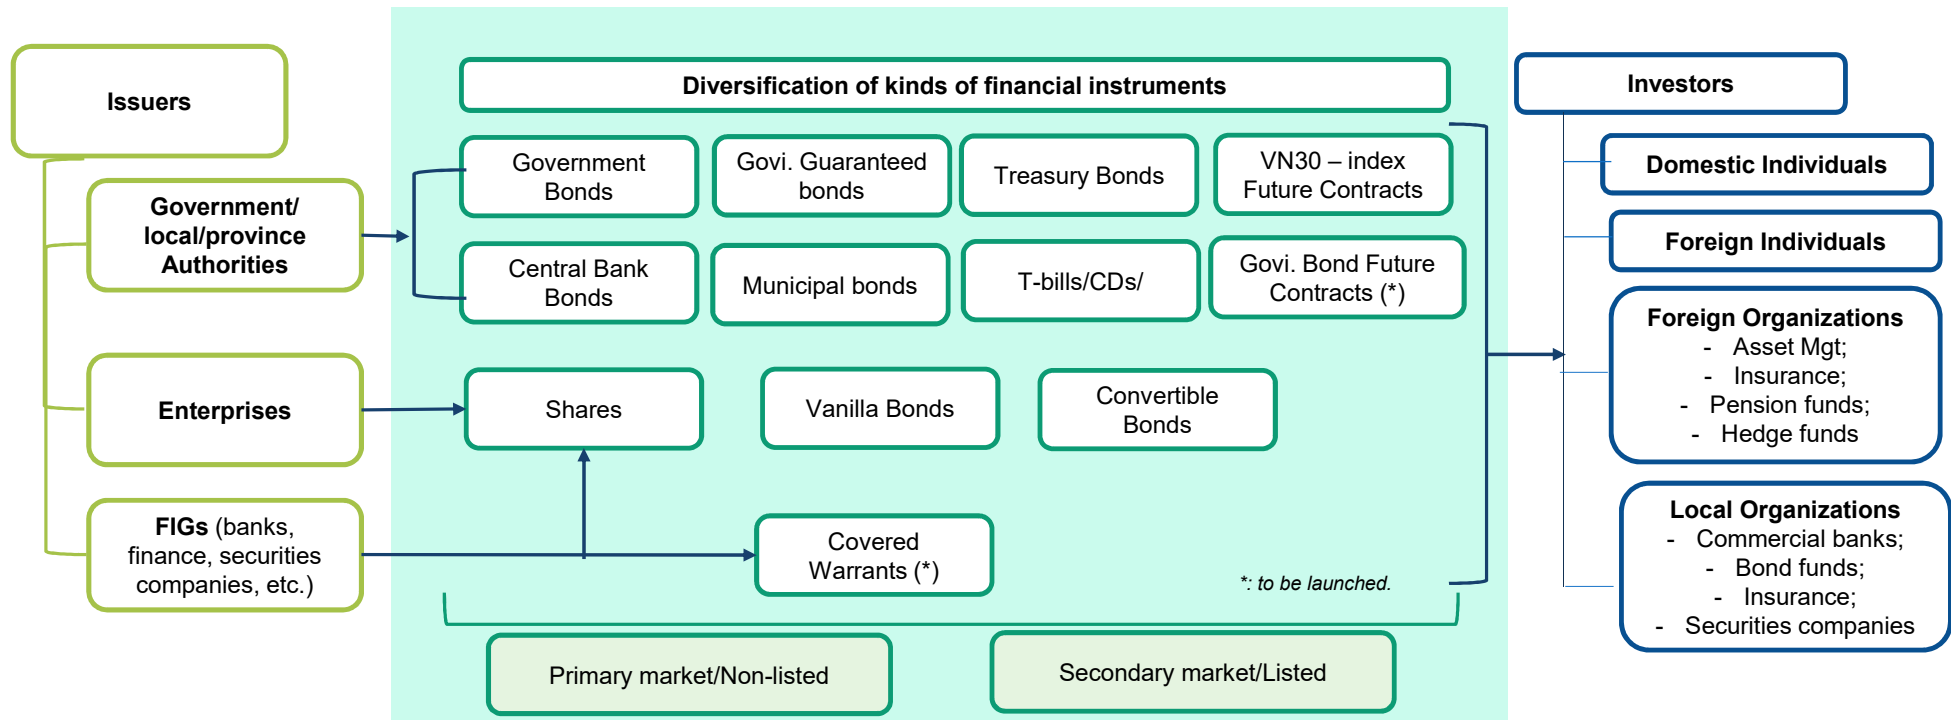 Issuers
Government/
local/province
Authorities
Enterprises
FIGs (banks,
finance, securities
companies, etc.)
Diversification of kinds of financial instruments
Government
Bonds
Govi. Guaranteed
bonds
Treasury Bonds
VN30 – index
Future Contracts
Central Bank
Bonds
Municipal bonds
T-bills/CDs/
Govi. Bond Future
Contracts (*)
Shares
Vanilla Bonds
Convertible
Bonds
Covered
Warrants (*)
*: to be launched.
Primary market/Non-listed
Secondary market/Listed
Investors
Domestic Individuals
Foreign Individuals
Foreign Organizations
- Asset Mgt;
- Insurance;
- Pension funds;
- Hedge funds
Local Organizations
- Commercial banks;
- Bond funds;
- Insurance;
- Securities companies